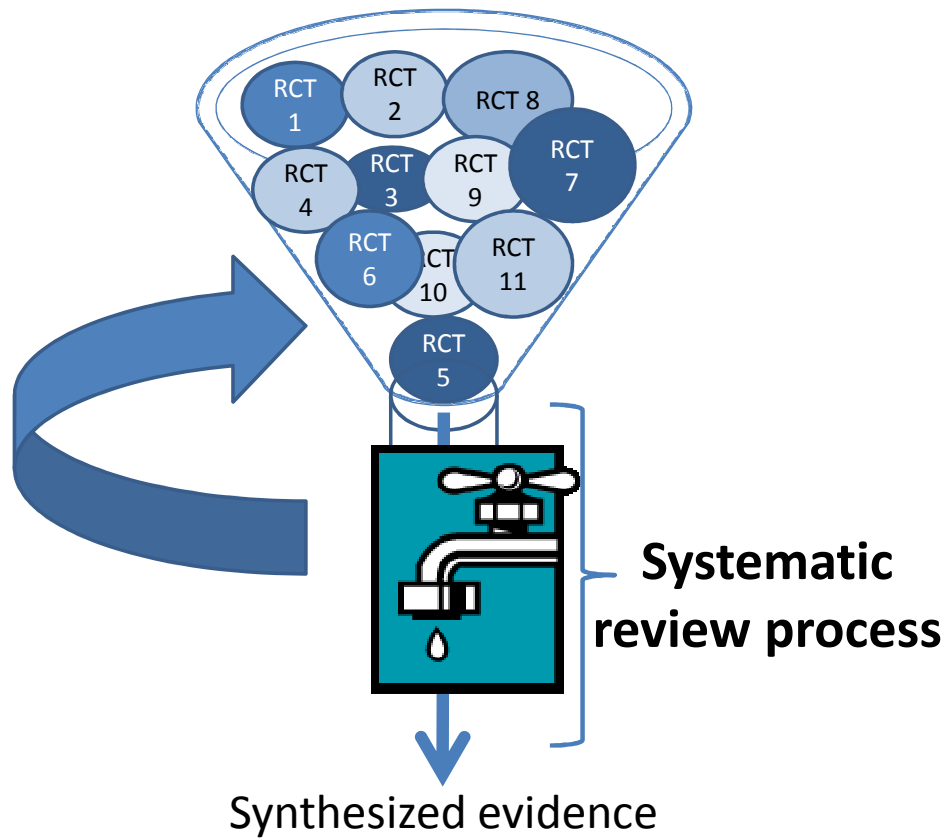 RCT
1
RCT
2
RCT 8
RCT
4
RCT
3
RCT
9
RCT
7
RCT
6
RCT
10
RCT
11
RCT
5
Systematic
review process
Synthesized evidence